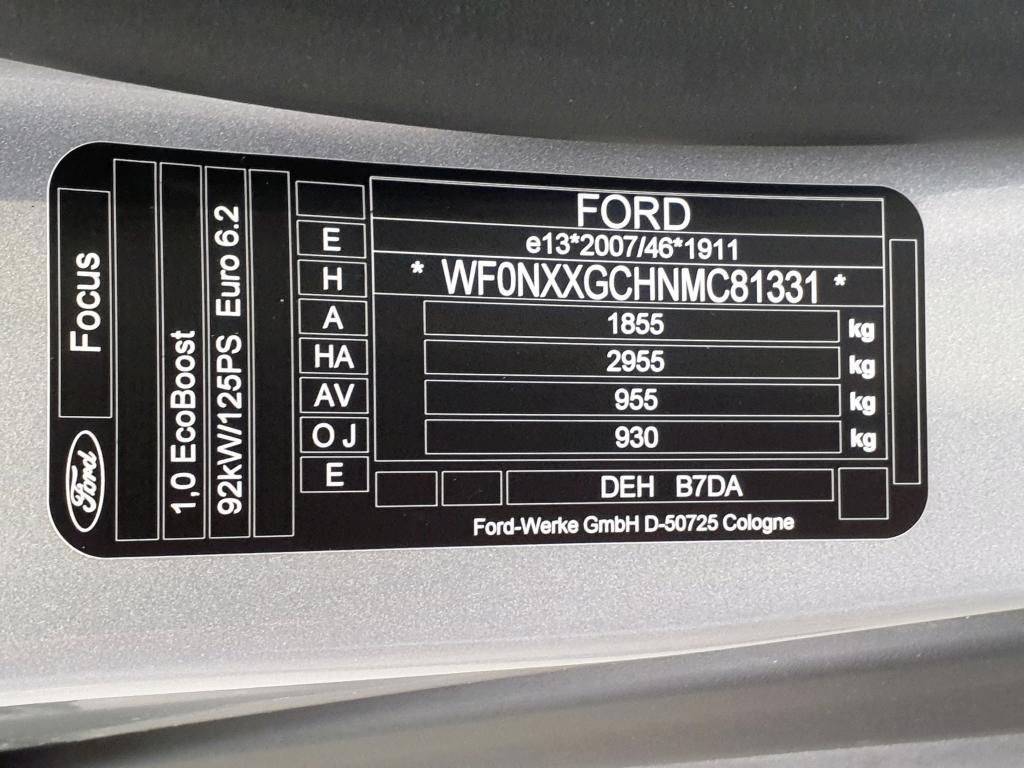 Focus
Ford
1,0 EcoBoost
92kW/125PS Euro 6.2
E
H
A
HA
AV
O J
E
FORD
e13*2007/46*1911
* WF0NXXGCHNMC81331 *
1855 kg
2955 kg
955 kg
930 kg
DEH B7DA
Ford-Werke GmbH D-50725 Cologne